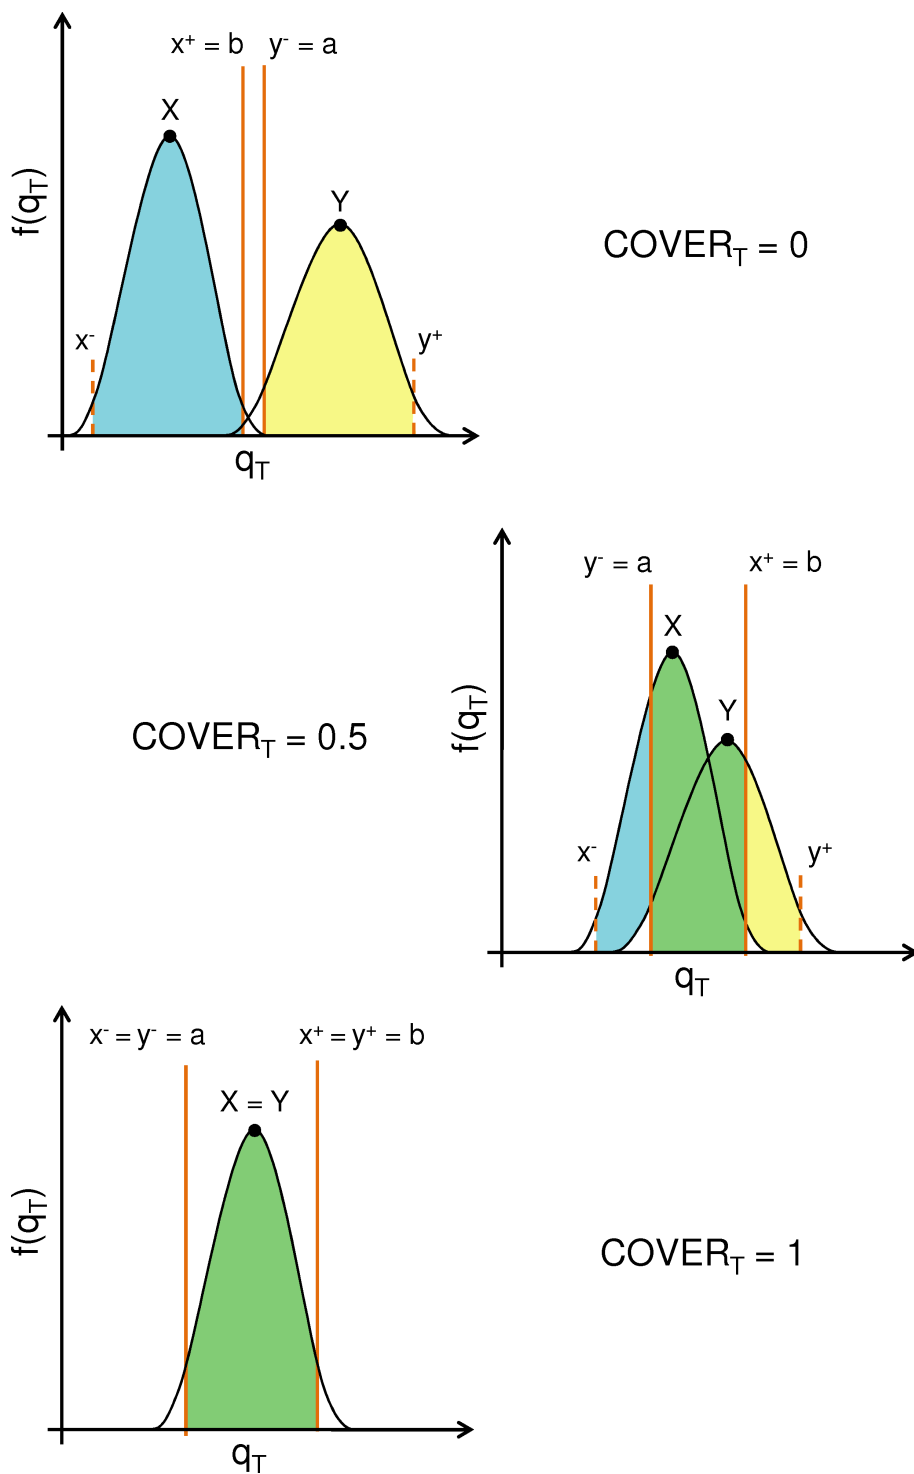 x⁺ = b
y⁻ = a
X
Y
f(q_T)
x⁻
y⁺
q_T
COVER_T = 0
y⁻ = a
x⁺ = b
X
Y
f(q_T)
COVER_T = 0.5
x⁻
y⁺
q_T
x⁻ = y⁻ = a
x⁺ = y⁺ = b
X = Y
f(q_T)
COVER_T = 1
q_T